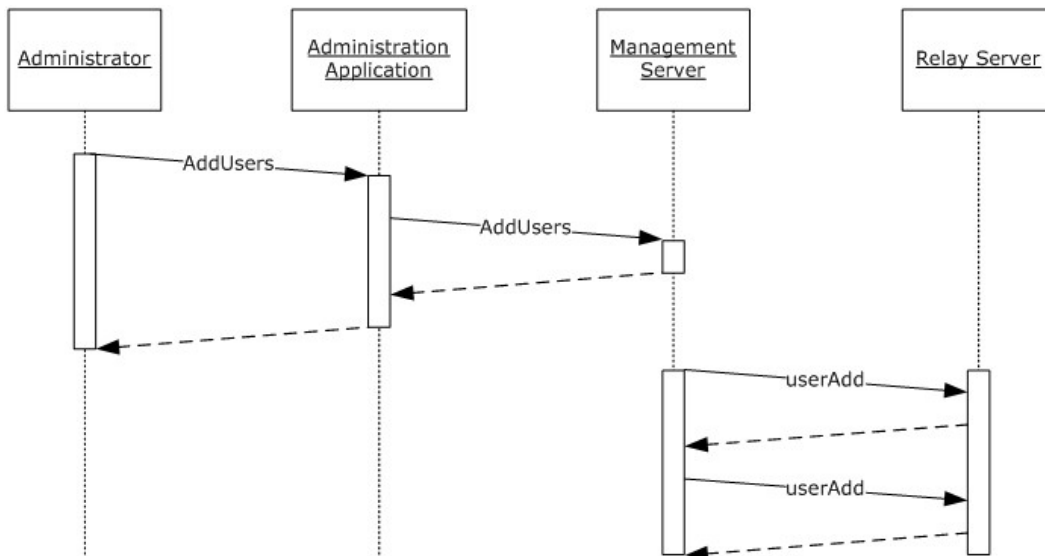 Administrator
Administration
Application
Management
Server
Relay Server
AddUsers
AddUsers
userAdd
userAdd